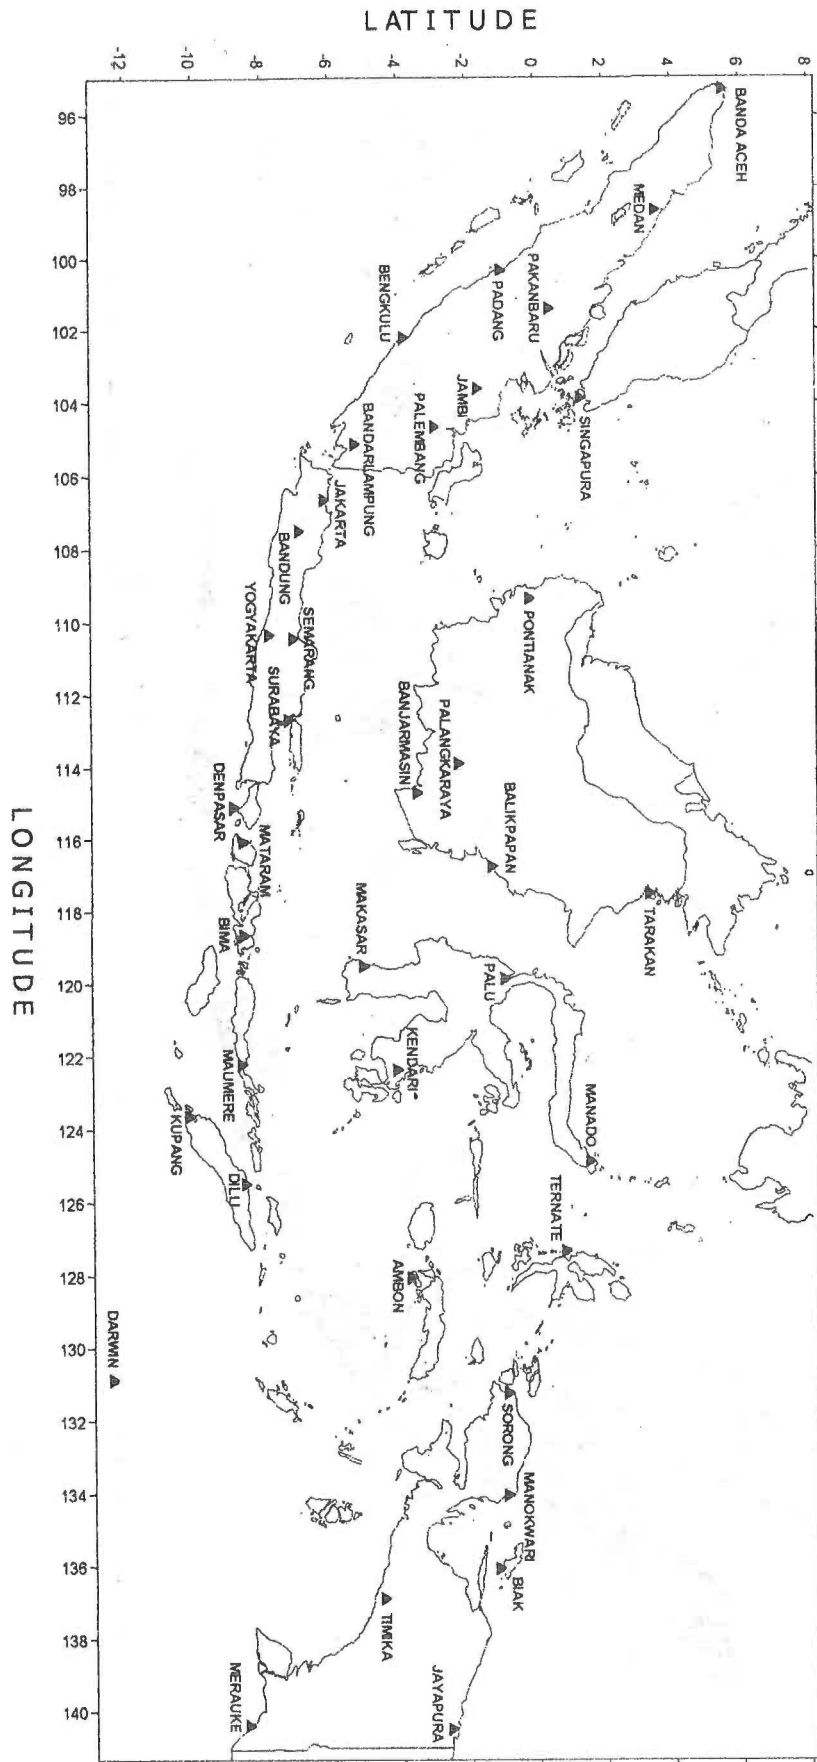 LATITUDE
8
6
4
2
0
-2
-4
-6
-8
-10
-12
LONGITUDE
96
98
100
102
104
106
108
110
112
114
116
118
120
122
124
126
128
130
132
134
136
138
140
BANDA ACEH
MEDAN
PAKANBARU
PADANG
BENGKULU
SINGAPURA
JAMBI
PALEMBANG
BANDARLAMPUNG
JAKARTA
BANDUNG
SEMARANG
YOGYAKARTA
SURABAYA
DENPASAR
MATARAM
BIMA
MAUMERE
KUPANG
DILLI
DARWIN
PONTIANAK
PALANGKARAYA
BANJARMASIN
BALIKPAPAN
TARAKAN
MAKASAR
PALU
KENDARI
MANADO
TERNATE
AMBON
SORONG
MANOKWARI
BIAK
TIMIKA
JAYAPURA
MERAUKE